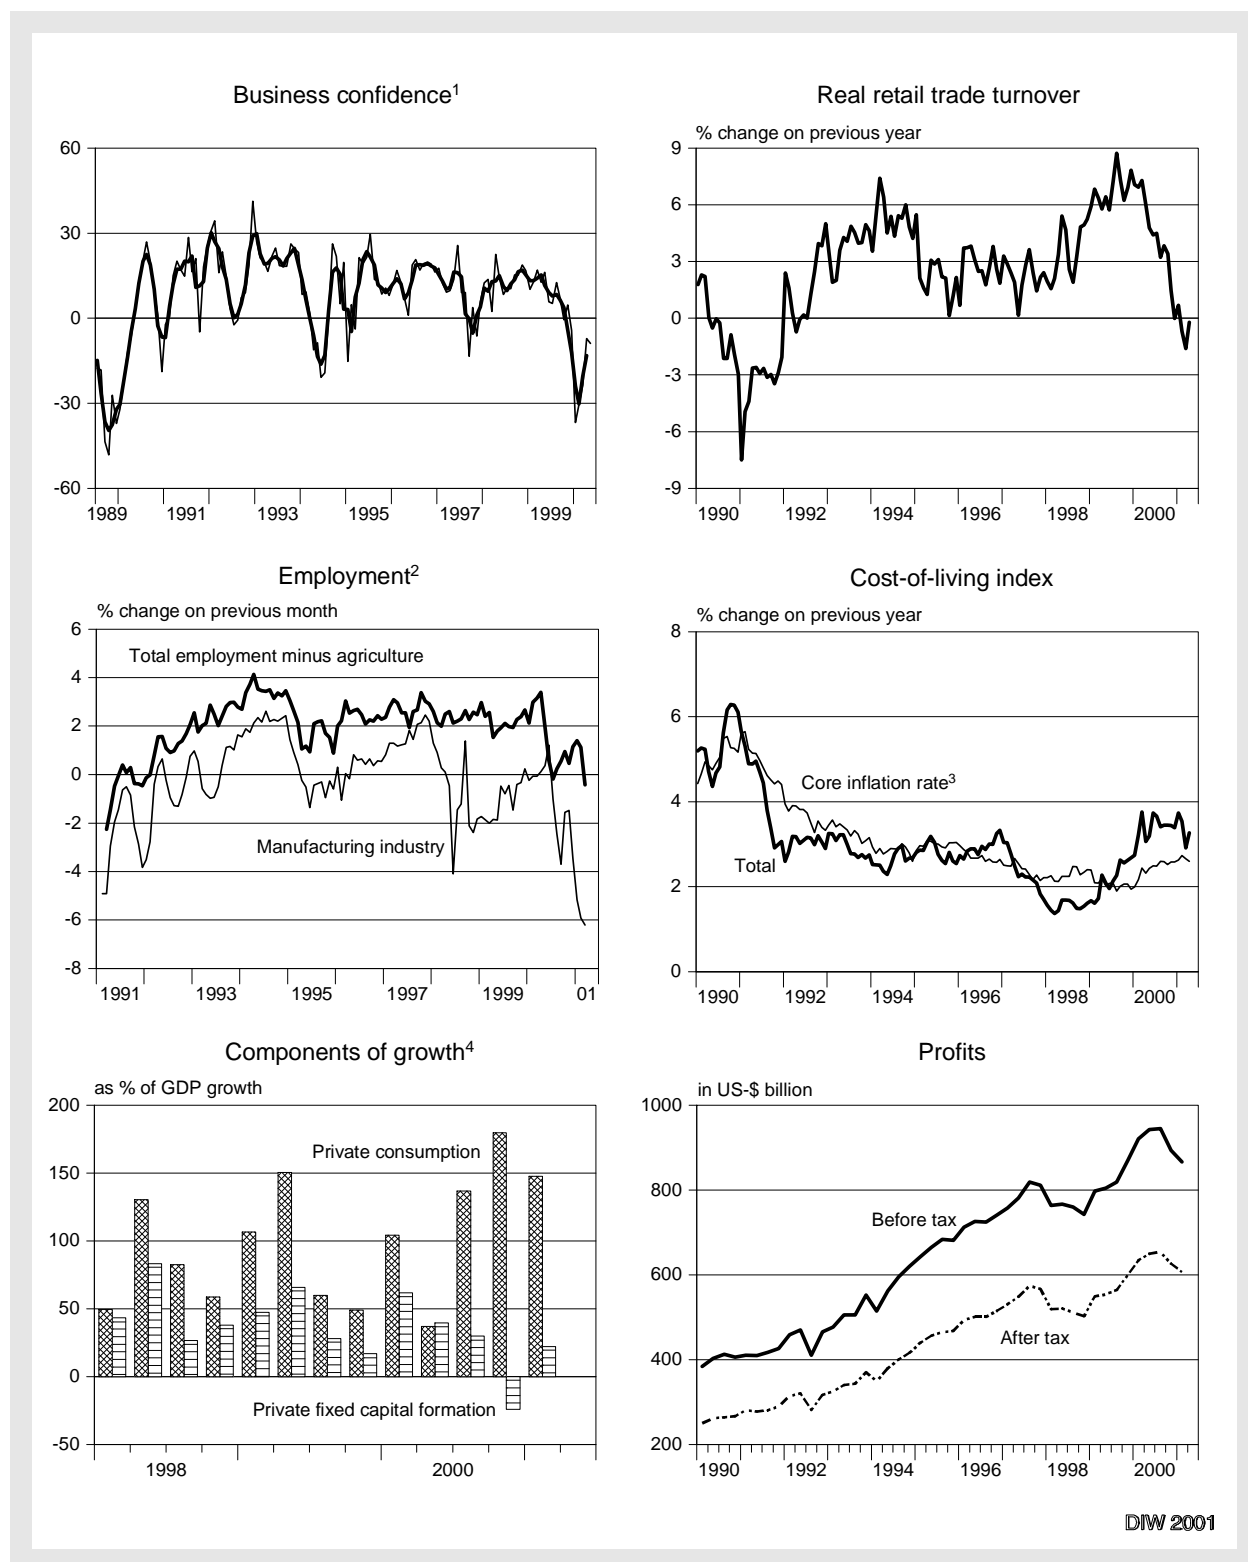 Business confidence1
60
30
0
-30
-60
1989 1991 1993 1995 1997 1999
Real retail trade turnover
% change on previous year
9
6
3
0
-3
-6
-9
1990 1992 1994 1996 1998 2000
Employment2
% change on previous month
6
Total employment minus agriculture
4
2
0
-2
Manufacturing industry
-4
-6
-8
1991 1993 1995 1997 1999 01
Cost-of-living index
% change on previous year
8
6
Core inflation rate3
4
Total
2
0
1990 1992 1994 1996 1998 2000
Components of growth4
as % of GDP growth
200
Private consumption
150
100
50
0
Private fixed capital formation
-50
1998 2000
Profits
in US-$ billion
1000
800
Before tax
600
After tax
400
200
1990 1992 1994 1996 1998 2000
DIW 2001